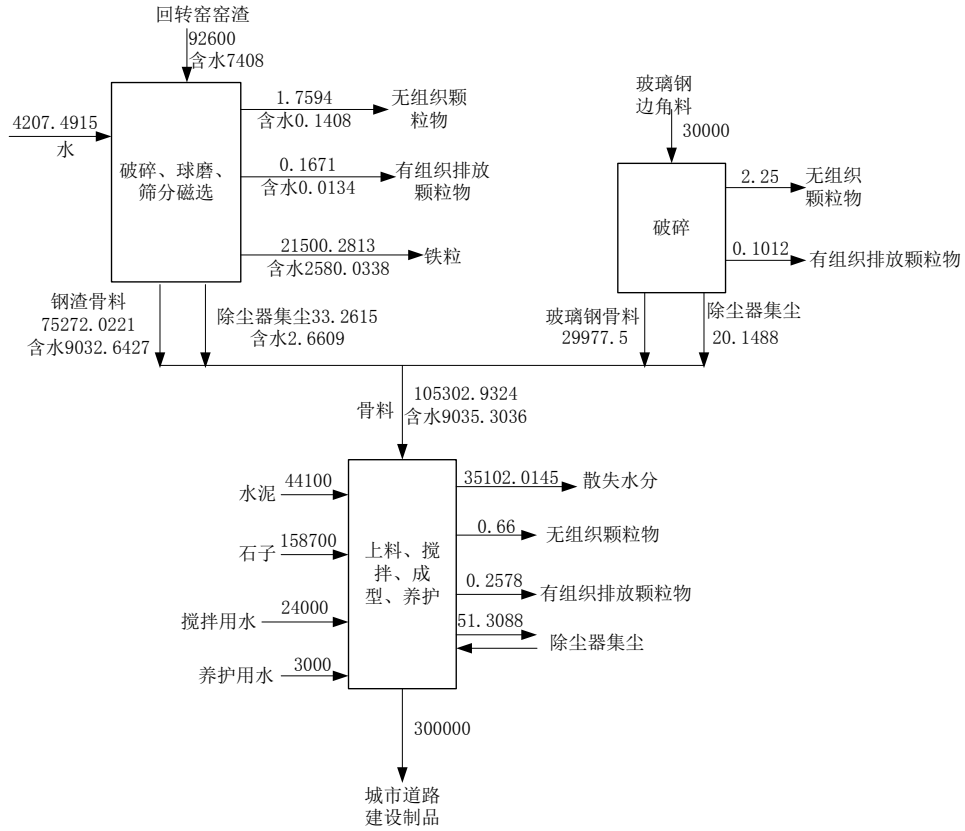 回转窑窑渣
92600
含水7408
4207.4915
水
破碎、球磨、
筛分磁选
1.7594
含水0.1408
无组织颗
粒物
0.1671
含水0.0134
有组织排放
颗粒物
21500.2813
含水2580.0338
铁粒
钢渣骨料
75272.0221
含水9032.6427
除尘器集尘33.2615
含水2.6609
玻璃钢
边角料
30000
破碎
2.25
无组织
颗粒物
0.1012
有组织排放颗粒物
玻璃钢骨料
29977.5
除尘器集尘
20.1488
骨料
105302.9324
含水9035.3036
水泥
44100
石子
158700
搅拌用水
24000
养护用水
3000
上料、搅
拌、成
型、养护
35102.0145
散失水分
0.66
无组织颗粒物
0.2578
有组织排放颗粒物
51.3088
除尘器集尘
300000
城市道路
建设制品